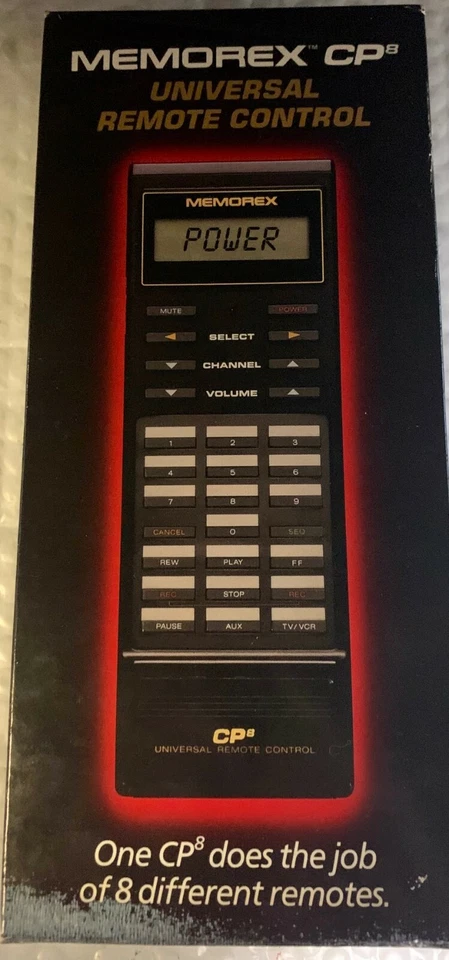 MEMOREX™ CP8
UNIVERSAL
REMOTE CONTROL
MEMOREX
POWER
MUTE POWER
SELECT
CHANNEL
VOLUME
1 2 3
4 5 6
7 8 9
CANCEL 0 SEQ
REW PLAY FF
REC STOP REC
PAUSE AUX TV/VCR
CP8
UNIVERSAL REMOTE CONTROL
One CP8 does the job
of 8 different remotes.